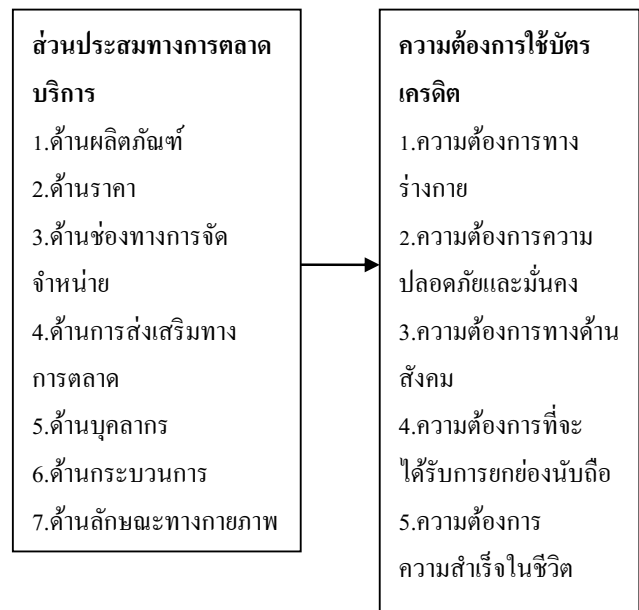 ส่วนประสมทางการตลาด
บริการ
1.ด้านผลิตภัณฑ์
2.ด้านราคา
3.ด้านช่องทางการจัด
จำหน่าย
4.ด้านการส่งเสริมทาง
การตลาด
5.ด้านบุคลากร
6.ด้านกระบวนการ
7.ด้านลักษณะทางกายภาพ
ความต้องการใช้บัตร
เครดิต
1.ความต้องการทาง
ร่างกาย
2.ความต้องการความ
ปลอดภัยและมั่นคง
3.ความต้องการทางด้าน
สังคม
4.ความต้องการที่จะ
ได้รับการยกย่องนับถือ
5.ความต้องการ
ความสำเร็จในชีวิต